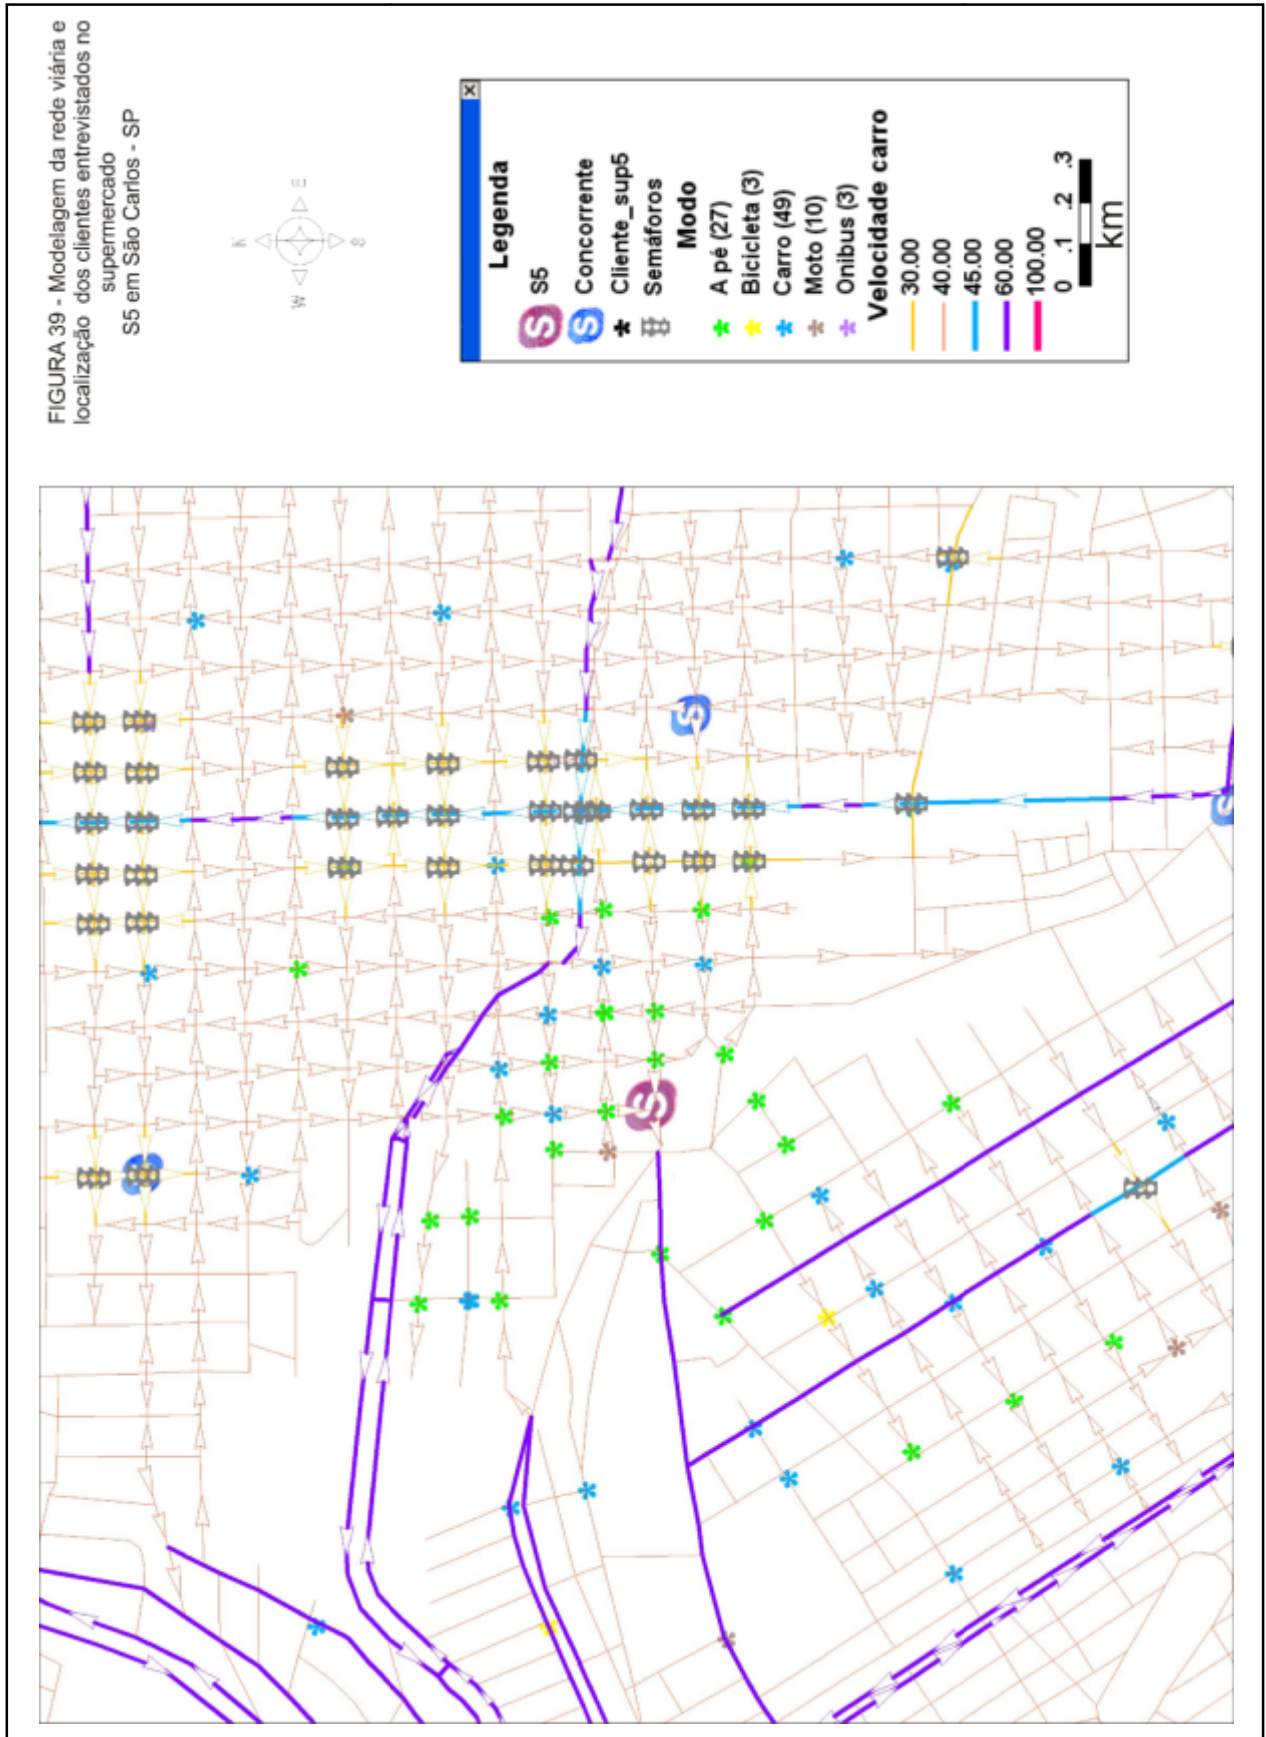 FIGURA 39 - Modelagem da rede viária e
localização dos clientes entrevistados no
supermercado
S5 em São Carlos - SP
N
W E
S
Legenda
S S5
S Concorrente
Cliente_sup5
Semáforos
Modo
A pé (27)
Bicicleta (3)
Carro (49)
Moto (10)
Onibus (3)
Velocidade carro
30.00
40.00
45.00
60.00
100.00
0 .1 .2 .3
km
S
S
S